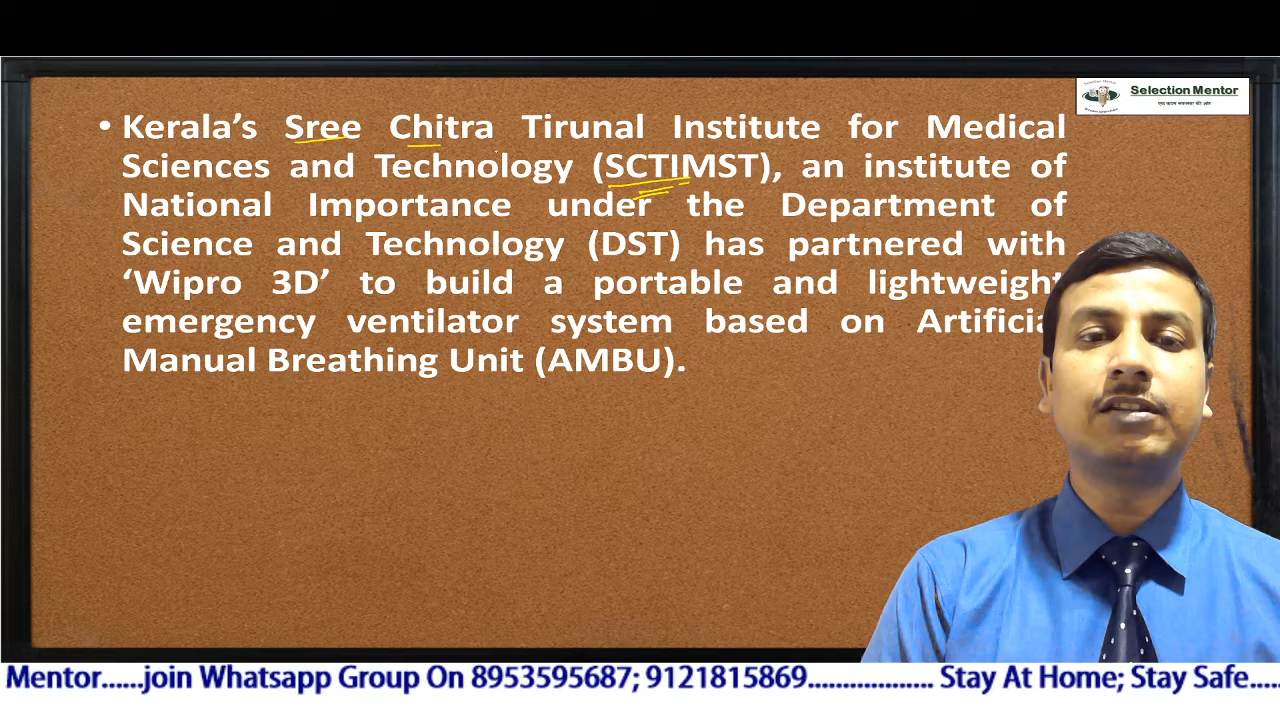 Selection Mentor
• Kerala’s Sree Chitra Tirunal Institute for Medical
Sciences and Technology (SCTIMST), an institute of
National Importance under the Department of
Science and Technology (DST) has partnered with
‘Wipro 3D’ to build a portable and lightweight
emergency ventilator system based on Artificial
Manual Breathing Unit (AMBU).
Mentor......join Whatsapp Group On 8953595687; 9121815869................... Stay At Home; Stay Safe.....